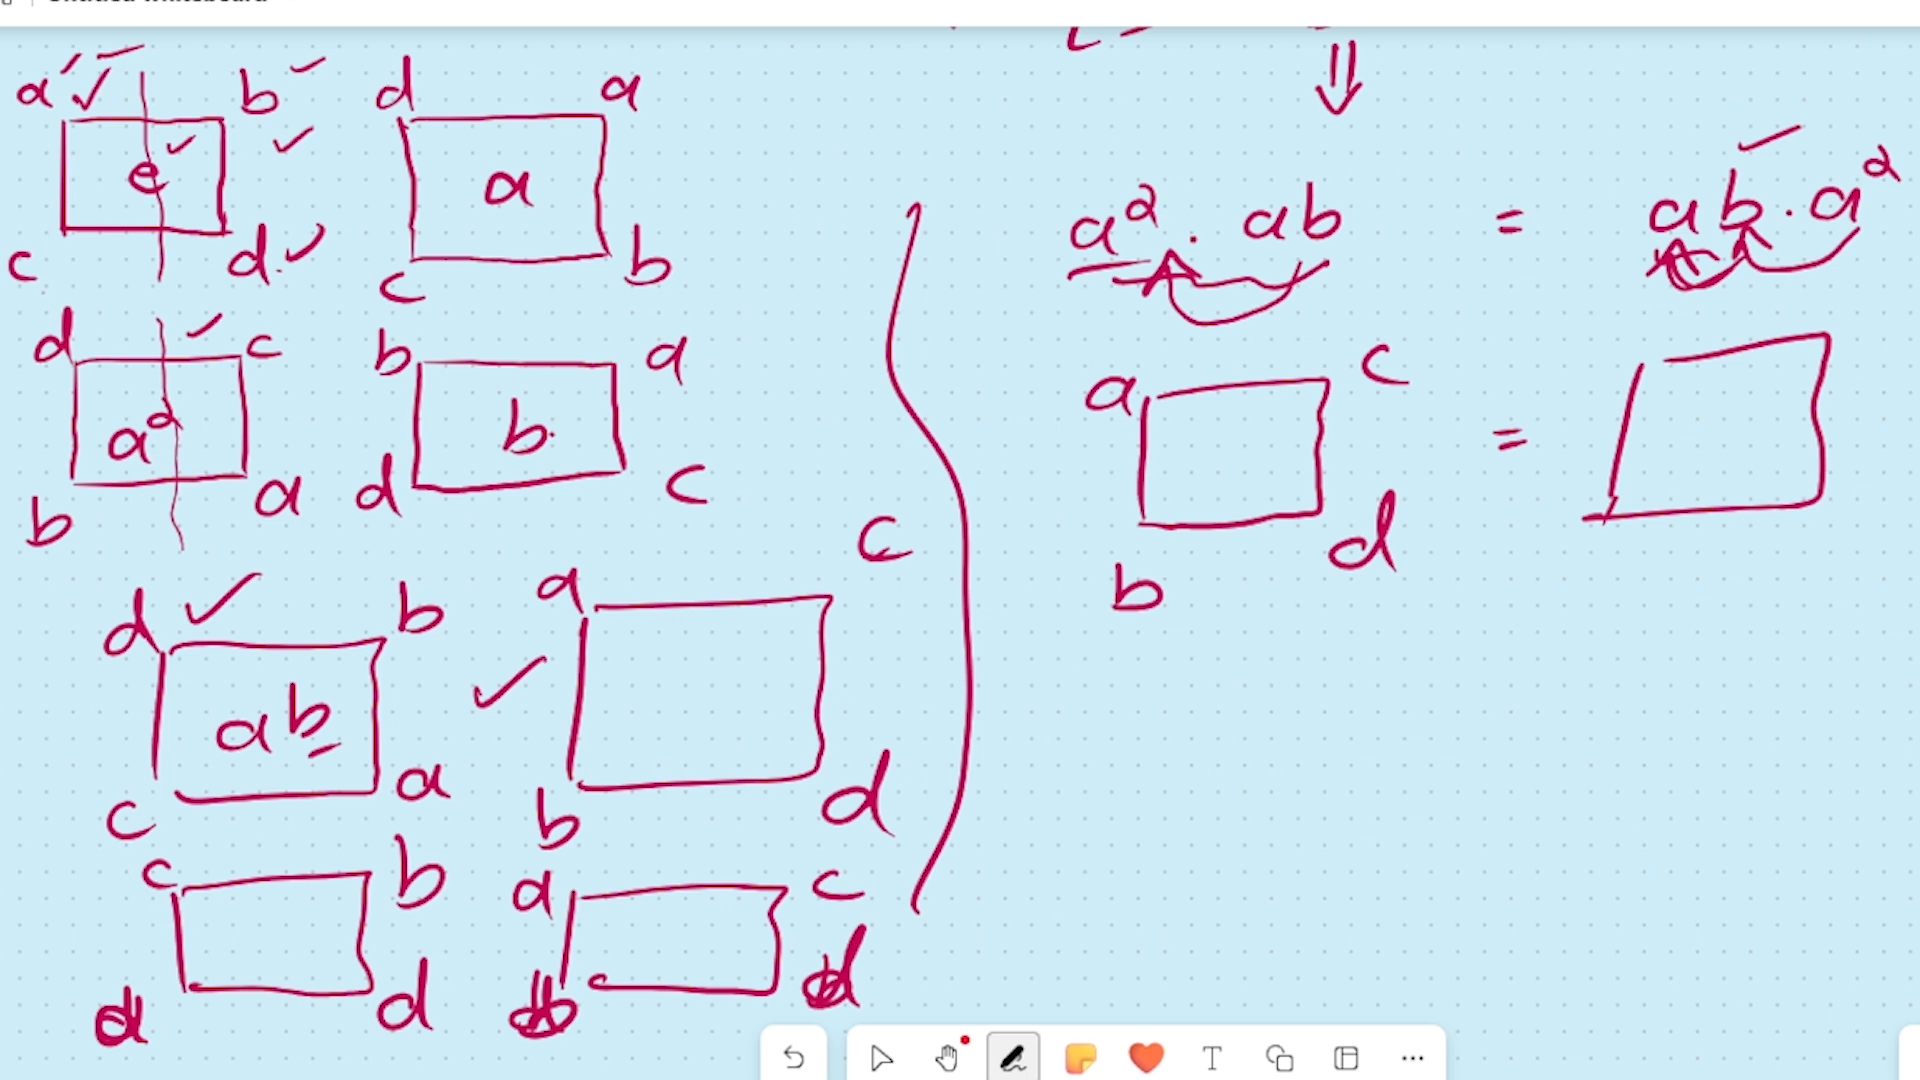 a b d a
e a
c d. c b
d c b a
a² b.
b a d c
d b a c
ab
c a b d
c b a c
d d b d
a² . ab = ab . a²
a c =
b d
T